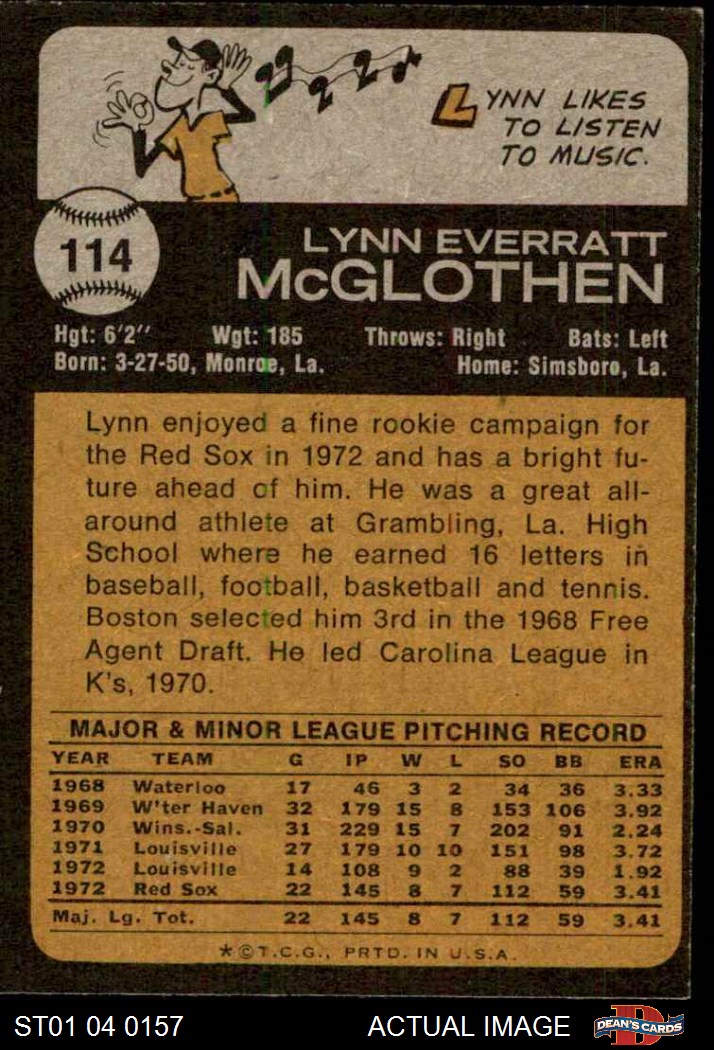 LYNN LIKES
TO LISTEN
TO MUSIC.
114
LYNN EVERRATT
McGLOTHEN
Hgt: 6'2" Wgt: 185 Throws: Right Bats: Left
Born: 3-27-50, Monroe, La. Home: Simsboro, La.
Lynn enjoyed a fine rookie campaign for
the Red Sox in 1972 and has a bright fu-
ture ahead of him. He was a great all-
around athlete at Grambling, La. High
School where he earned 16 letters in
baseball, football, basketball and tennis.
Boston selected him 3rd in the 1968 Free
Agent Draft. He led Carolina League in
K's, 1970.
MAJOR & MINOR LEAGUE PITCHING RECORD
YEAR TEAM G IP W L SO BB ERA
1968 Waterloo 17 46 3 2 34 36 3.33
1969 W'ter Haven 32 179 15 8 153 106 3.92
1970 Wins.-Sal. 31 229 15 7 202 91 2.24
1971 Louisville 27 179 10 10 151 98 3.72
1972 Louisville 14 108 9 2 88 39 1.92
1972 Red Sox 22 145 8 7 112 59 3.41
Maj. Lg. Tot. 22 145 8 7 112 59 3.41
*©T.C.G., PRTD. IN U.S.A.
ST01 04 0157 ACTUAL IMAGE D DEAN'S CARDS